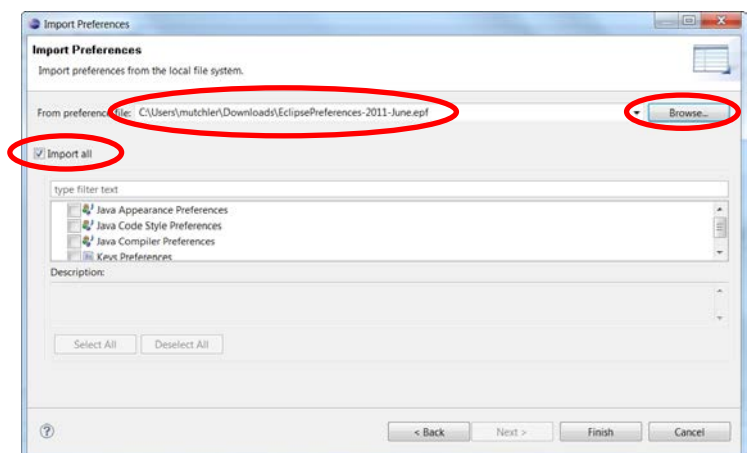 Import Preferences
Import Preferences
Import preferences from the local file system.
From preference file: C:\Users\mutchler\Downloads\EclipsePreferences-2011-June.epf Browse...
Import all
type filter text
Java Appearance Preferences
Java Code Style Preferences
Java Compiler Preferences
Keys Preferences
Description:
Select All Deselect All
< Back Next > Finish Cancel